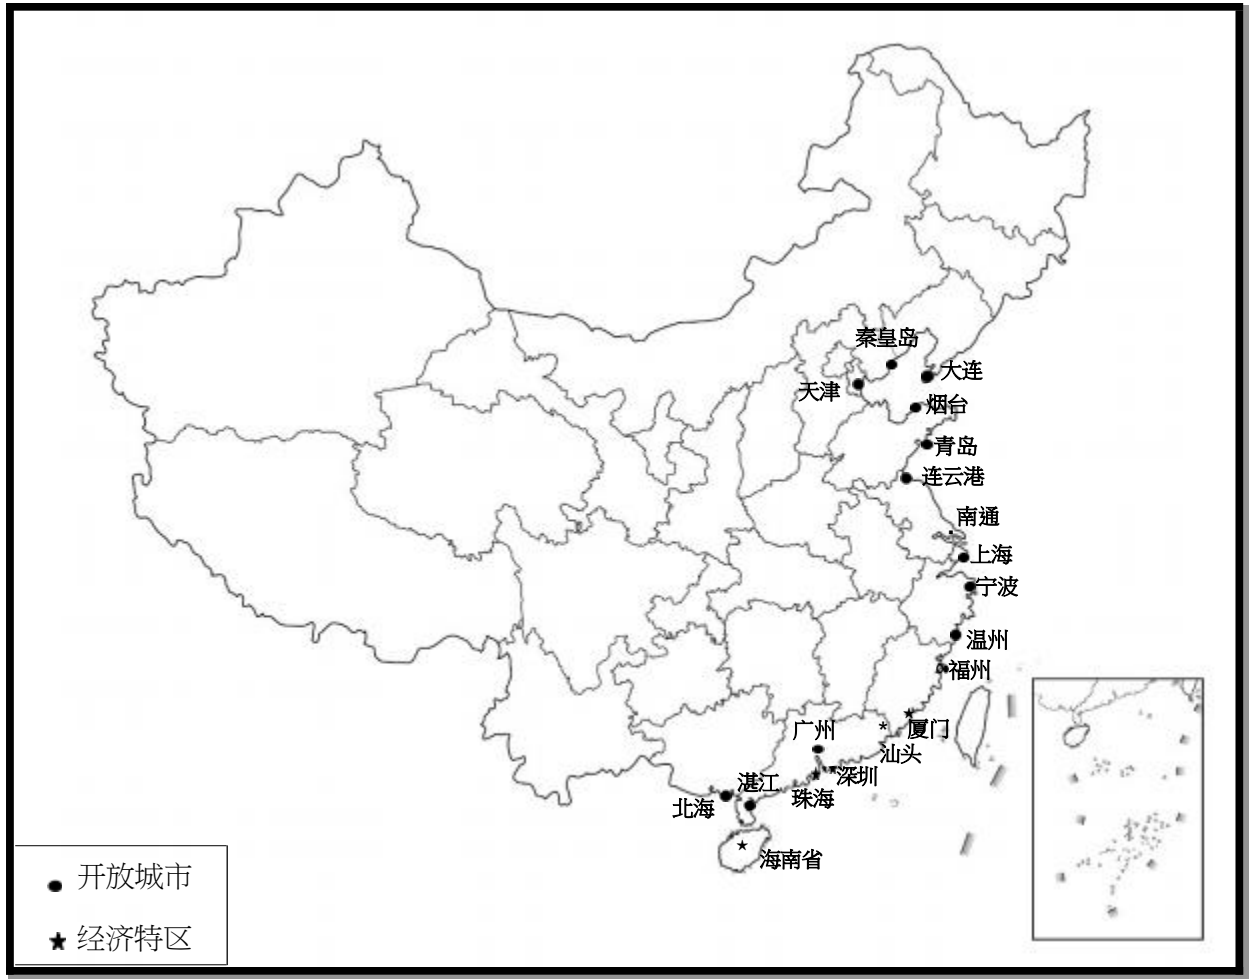 秦皇岛
大连
天津
烟台
青岛
连云港
南通
上海
宁波
温州
福州
厦门
广州
汕头
深圳
湛江
珠海
北海
海南省
开放城市
经济特区